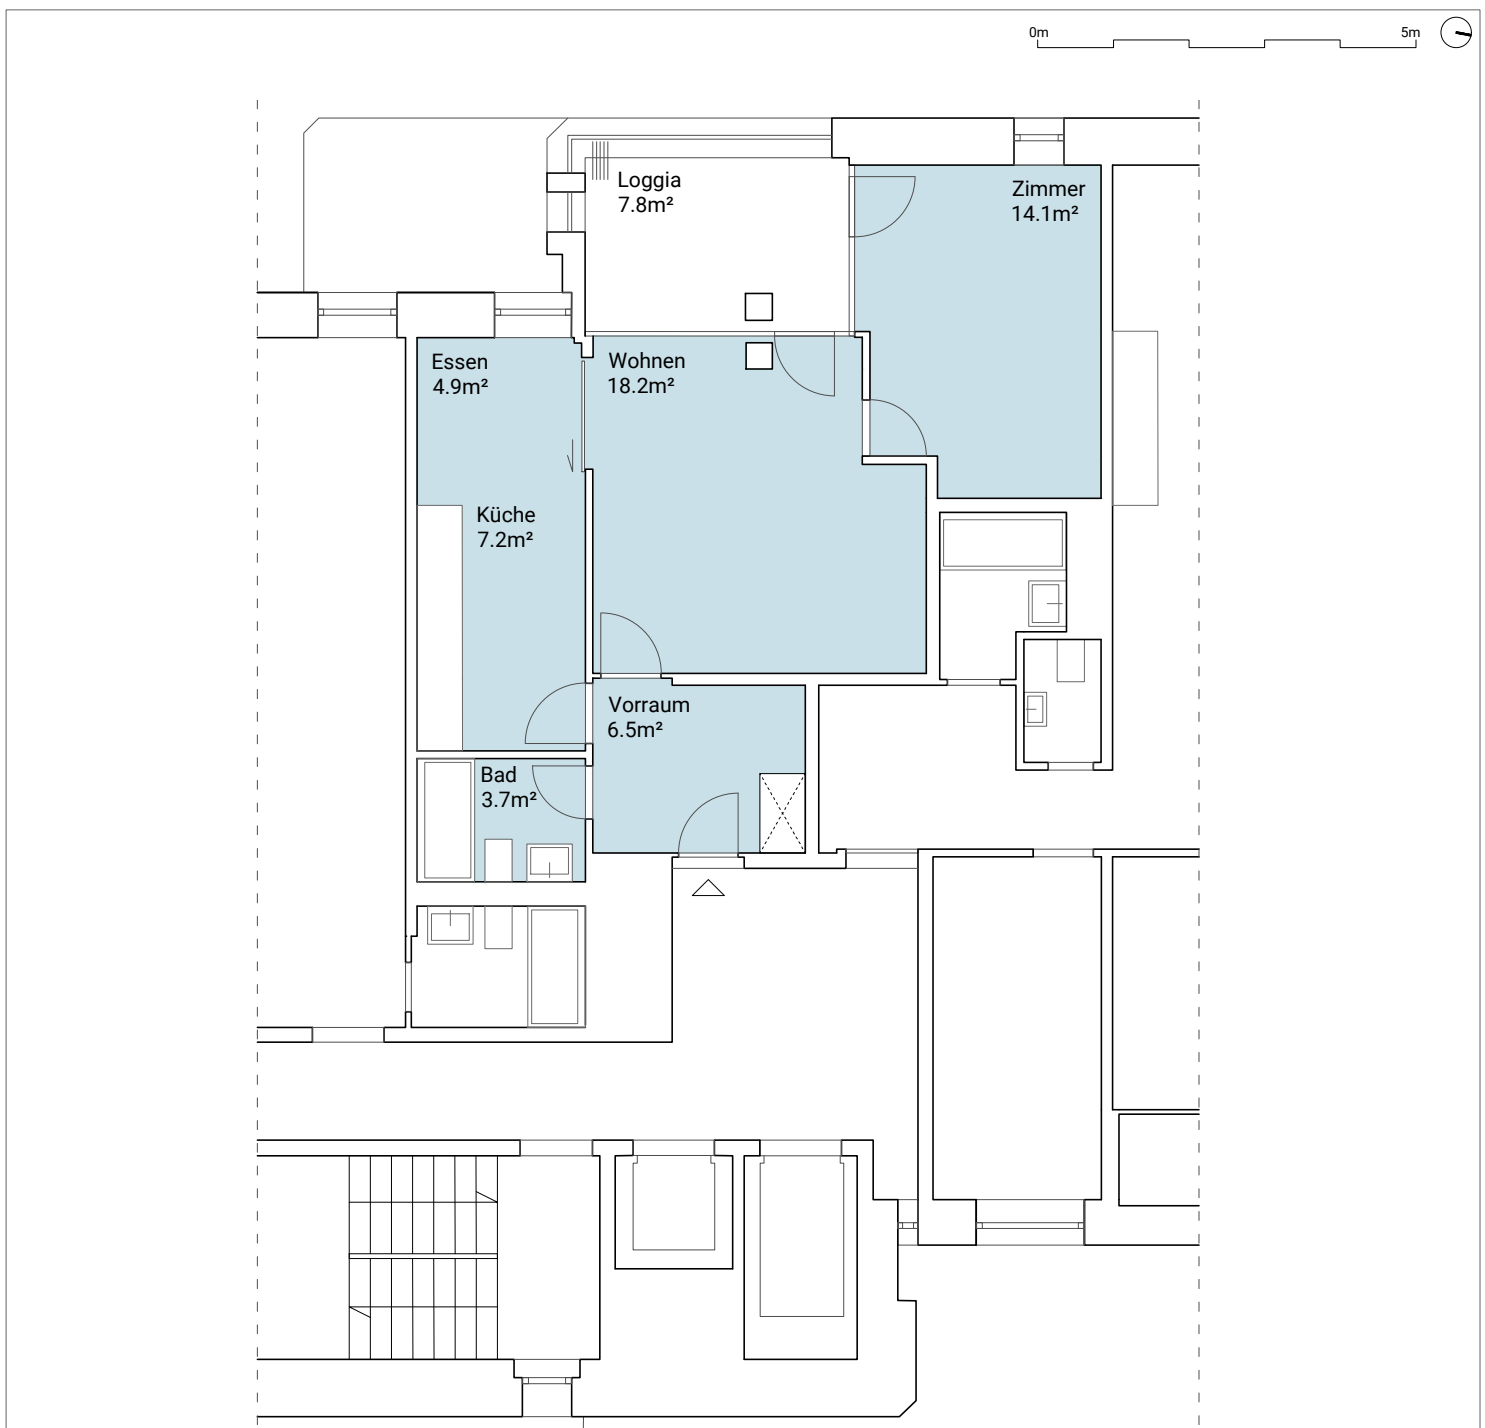 0m
5m
Loggia
7.8m²
Zimmer
14.1m²
Essen
4.9m²
Wohnen
18.2m²
Küche
7.2m²
Vorraum
6.5m²
Bad
3.7m²